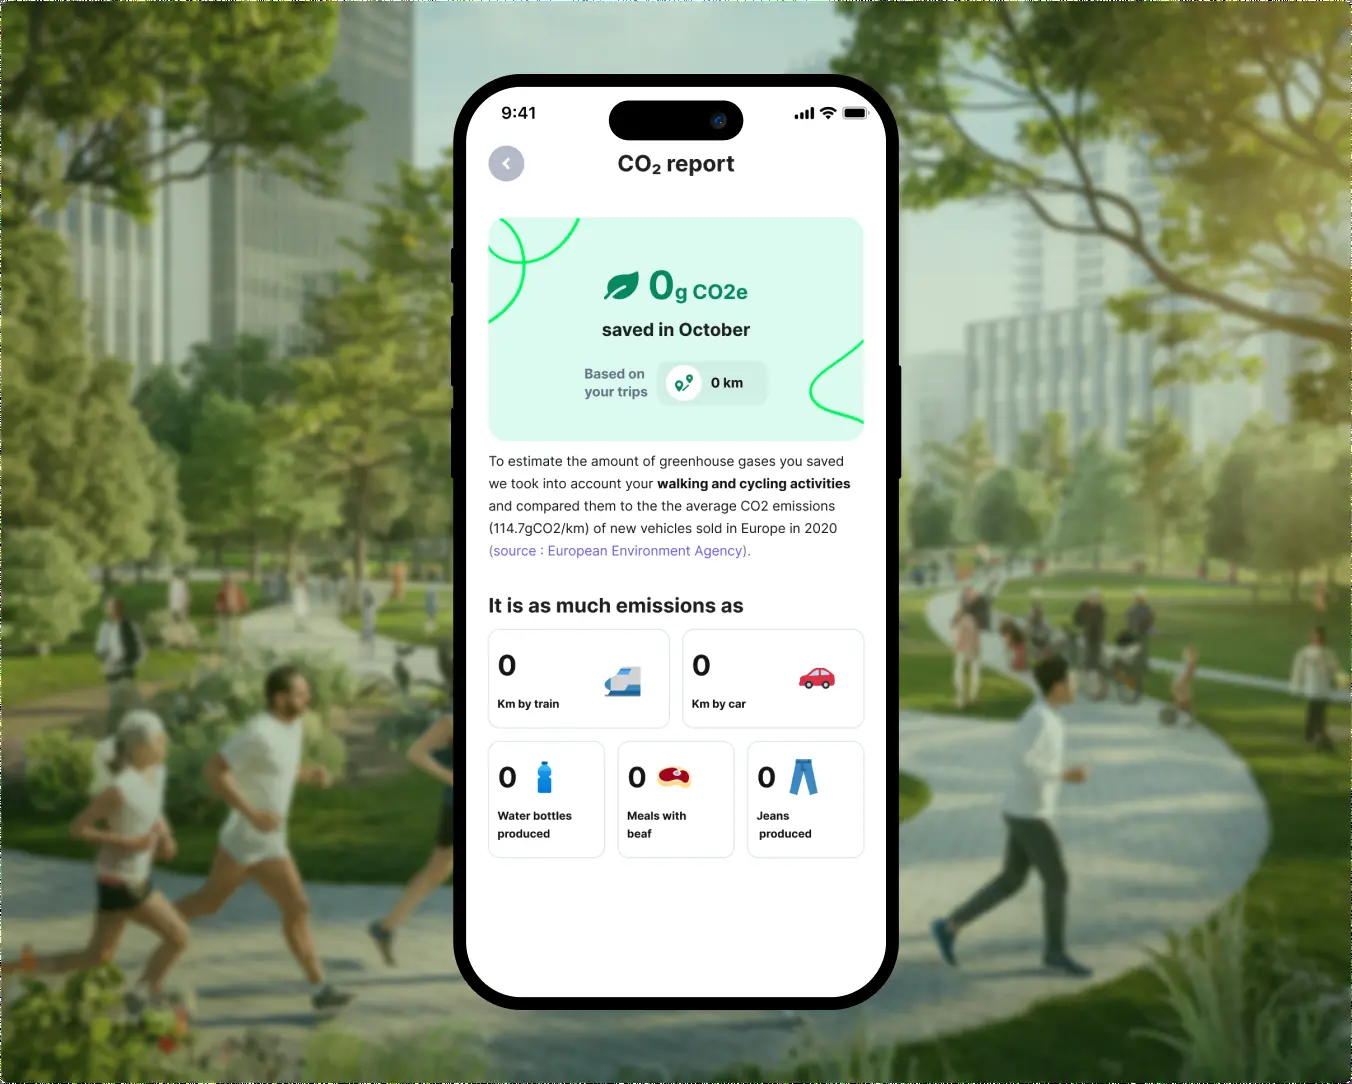 9:41
CO₂ report
0g CO2e
saved in October
Based on
your trips
0 km
To estimate the amount of greenhouse gases you saved
we took into account your walking and cycling activities
and compared them to the the average CO2 emissions
(114.7gCO2/km) of new vehicles sold in Europe in 2020
(source : European Environment Agency).
It is as much emissions as
0
Km by train
0
Km by car
0
Water bottles
produced
0
Meals with
beaf
0
Jeans
produced